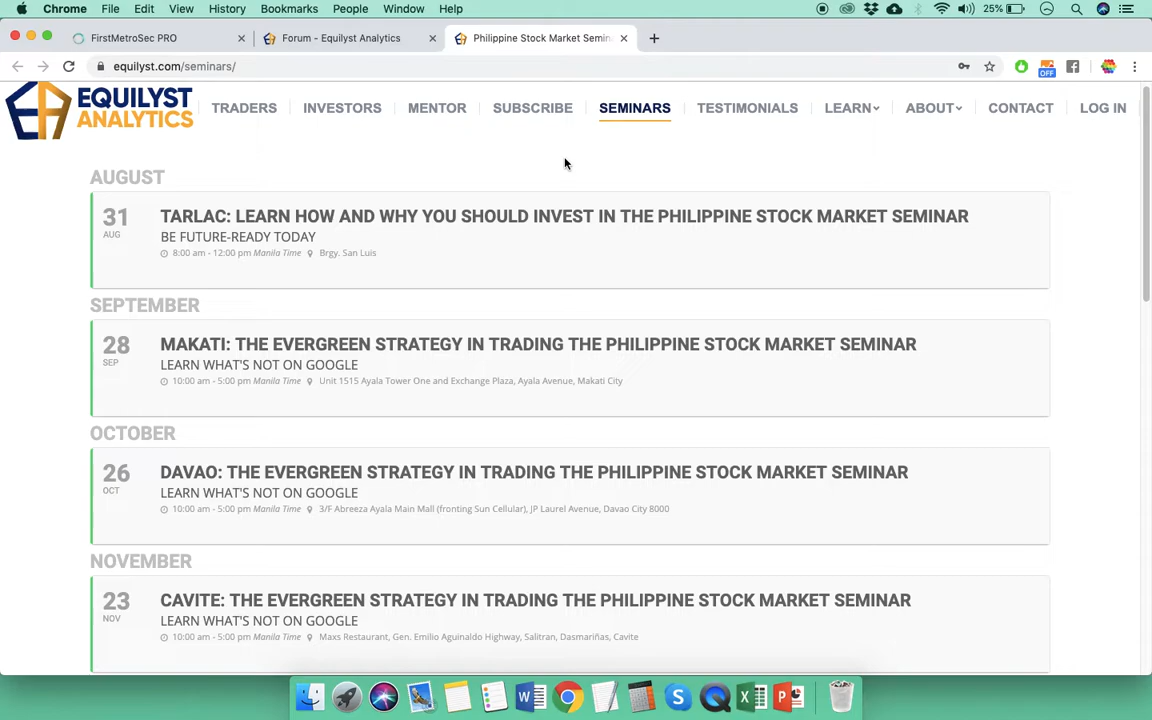 Chrome File Edit View History Bookmarks People Window Help 25%
FirstMetroSec PRO Forum - Equilyst Analytics Philippine Stock Market Semin
equilyst.com/seminars/ OFF
EQUILYST
ANALYTICS
TRADERS INVESTORS MENTOR SUBSCRIBE SEMINARS TESTIMONIALS LEARN ABOUT CONTACT LOG IN
AUGUST
31
AUG
TARLAC: LEARN HOW AND WHY YOU SHOULD INVEST IN THE PHILIPPINE STOCK MARKET SEMINAR
BE FUTURE-READY TODAY
8:00 am - 12:00 pm Manila Time Brgy. San Luis
SEPTEMBER
28
SEP
MAKATI: THE EVERGREEN STRATEGY IN TRADING THE PHILIPPINE STOCK MARKET SEMINAR
LEARN WHAT'S NOT ON GOOGLE
10:00 am - 5:00 pm Manila Time Unit 1515 Ayala Tower One and Exchange Plaza, Ayala Avenue, Makati City
OCTOBER
26
OCT
DAVAO: THE EVERGREEN STRATEGY IN TRADING THE PHILIPPINE STOCK MARKET SEMINAR
LEARN WHAT'S NOT ON GOOGLE
10:00 am - 5:00 pm Manila Time 3/F Abreeza Ayala Main Mall (fronting Sun Cellular), JP Laurel Avenue, Davao City 8000
NOVEMBER
23
NOV
CAVITE: THE EVERGREEN STRATEGY IN TRADING THE PHILIPPINE STOCK MARKET SEMINAR
LEARN WHAT'S NOT ON GOOGLE
10:00 am - 5:00 pm Manila Time Maxs Restaurant, Gen. Emilio Aguinaldo Highway, Salitran, Dasmariñas, Cavite